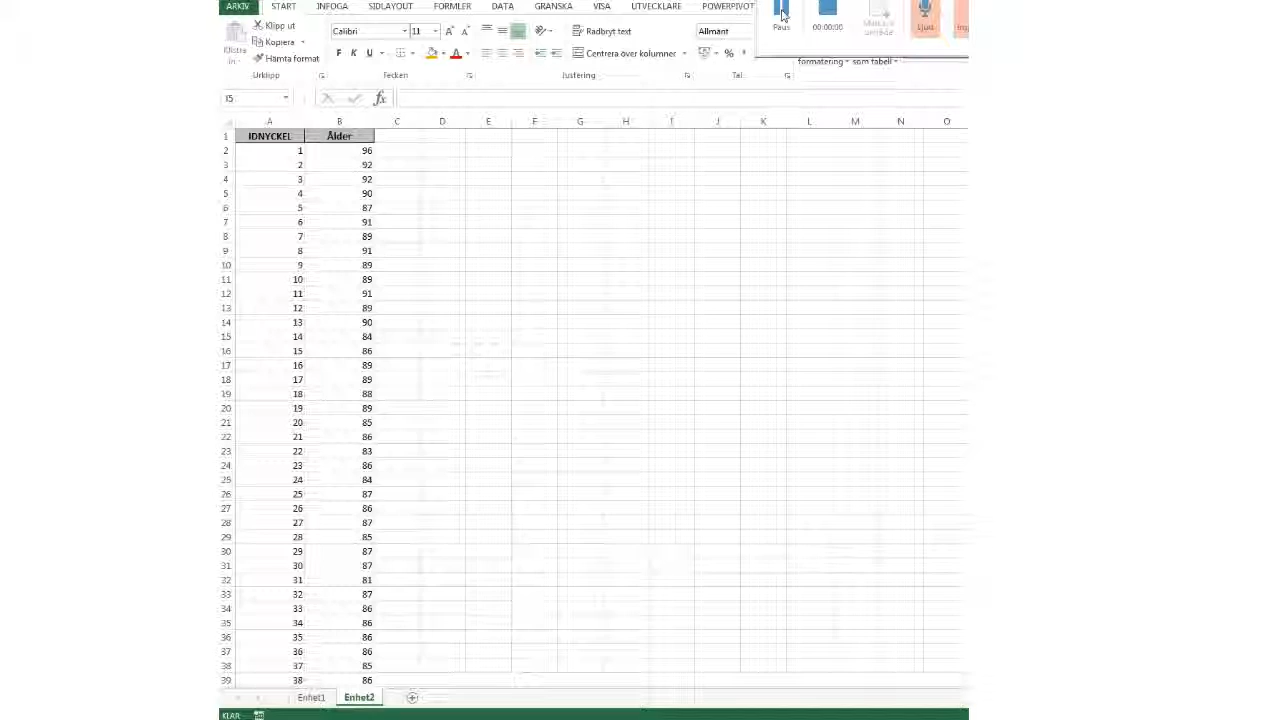 ARKIV START INFOGA SIDLAYOUT FORMLER DATA GRANSKA VISA UTVECKLARE POWERPIVOT
Klipp ut
Kopiera
Hämta format
Klistra in
Calibri 11
F K U
Radbryt text
Centrera över kolumner
Allmänt
%
Paus 00:00:00 Ljud
formatering som tabell
Urklipp Tecken Justering Tal
I5 fx
A B C D E F G H I J K L M N O
1 IDNYCKEL Ålder
2 1 96
3 2 92
4 3 92
5 4 90
6 5 87
7 6 91
8 7 89
9 8 91
10 9 89
11 10 89
12 11 91
13 12 89
14 13 90
15 14 84
16 15 86
17 16 89
18 17 89
19 18 88
20 19 89
21 20 85
22 21 86
23 22 83
24 23 86
25 24 84
26 25 87
27 26 86
28 27 87
29 28 85
30 29 87
31 30 87
32 31 81
33 32 87
34 33 86
35 34 86
36 35 86
37 36 86
38 37 85
39 38 86
Enhet1 Enhet2
KLAR